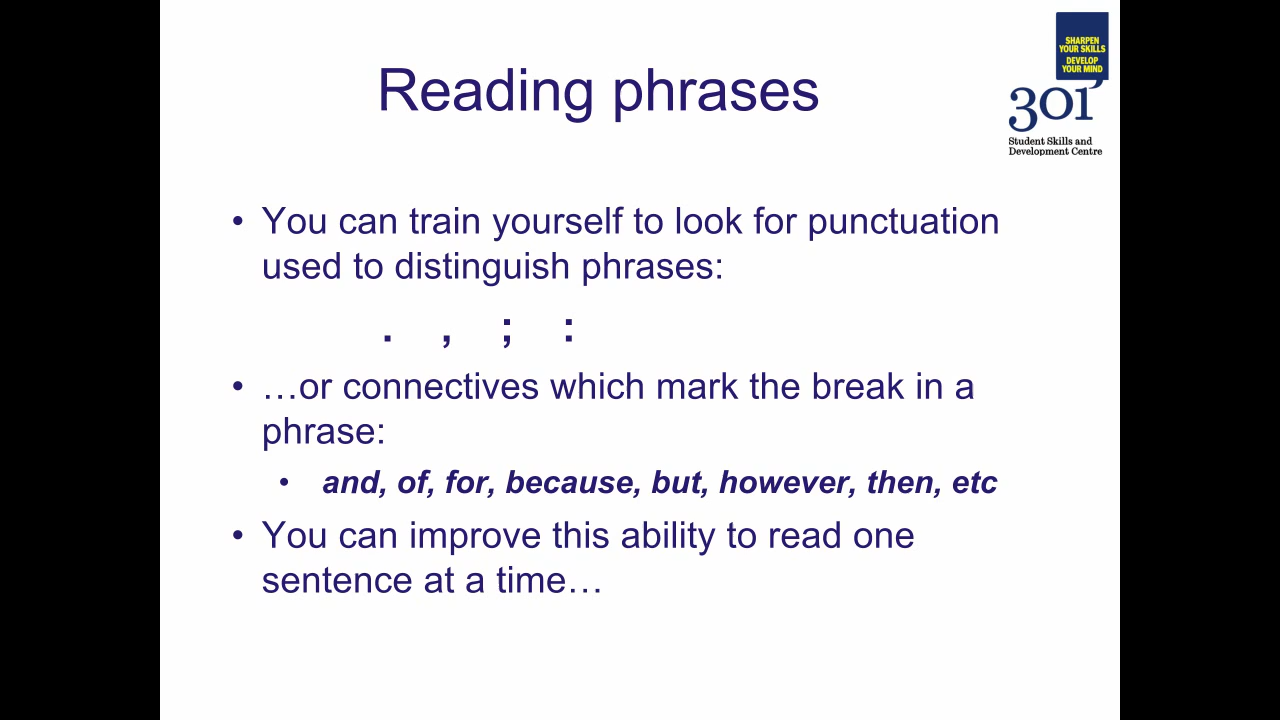 SHARPEN
YOUR SKILLS
DEVELOP
YOUR MIND
301
Student Skills and
Development Centre
Reading phrases
• You can train yourself to look for punctuation
used to distinguish phrases:
. , ; :
• …or connectives which mark the break in a
phrase:
• and, of, for, because, but, however, then, etc
• You can improve this ability to read one
sentence at a time…